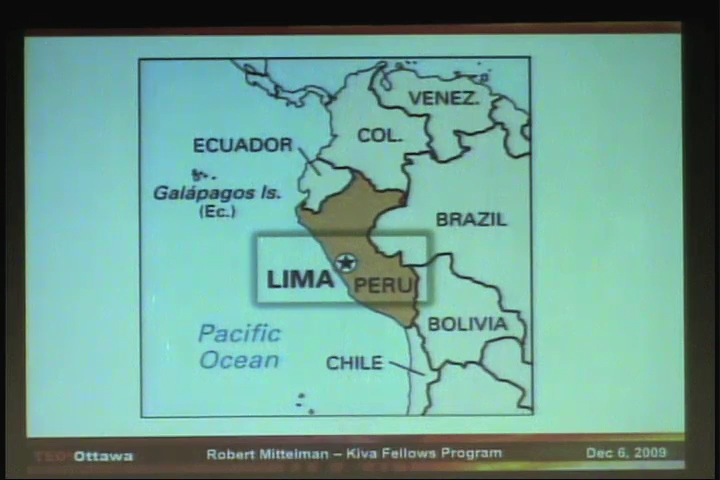 VENEZ.
COL.
ECUADOR
Galápagos Is.
(Ec.)
BRAZIL
LIMA
PERU
BOLIVIA
Pacific
Ocean
CHILE
TEDxOttawa
Robert Mittelman – Kiva Fellows Program
Dec 6, 2009